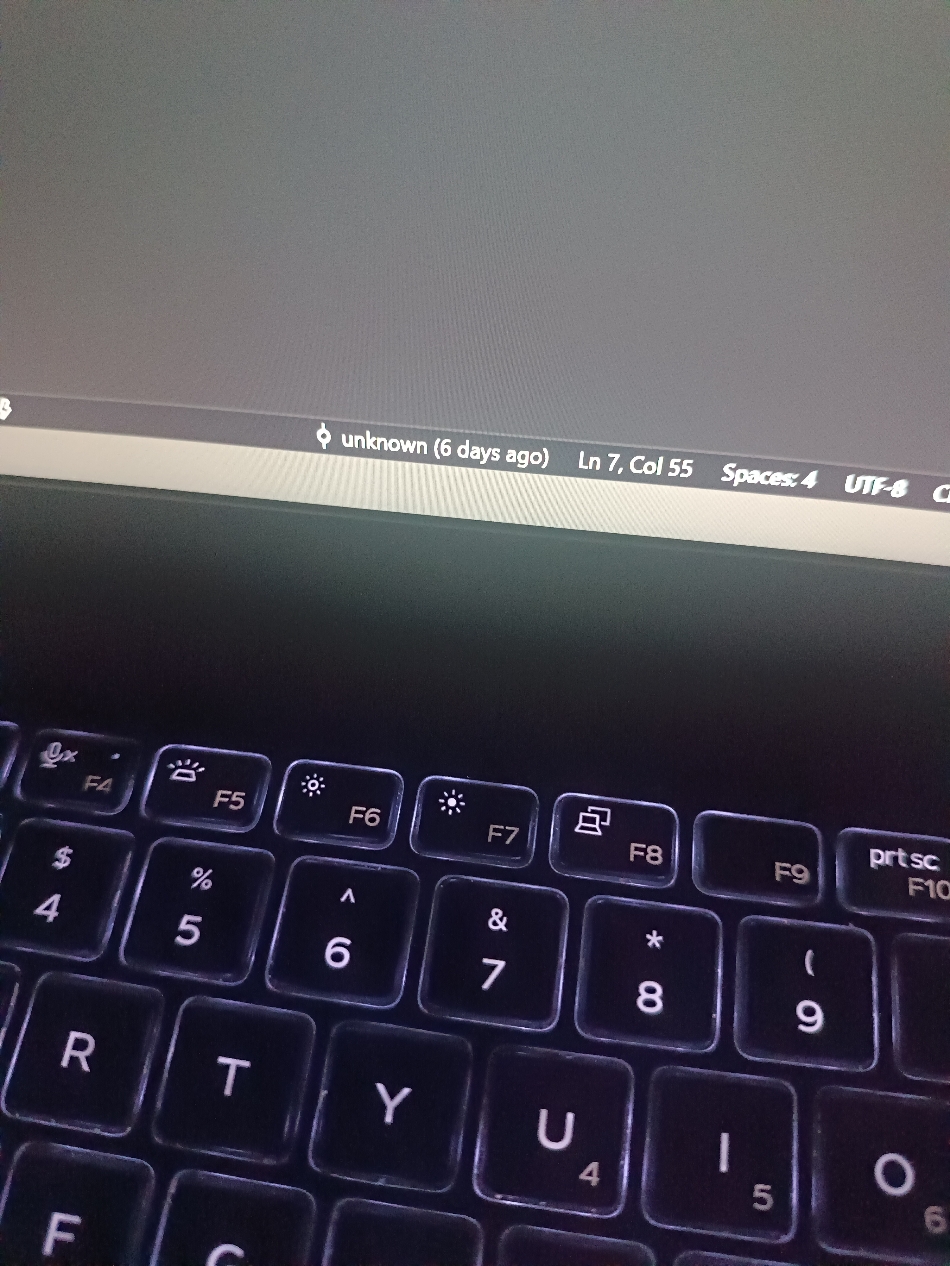 unknown (6 days ago) Ln 7, Col 55 Spaces: 4 UTF-8
F4 F5 F6 F7 F8 F9 prt sc F10
$ % ^ & * (
4 5 6 7 8 9
R T Y U 4 I 5 O 6
F